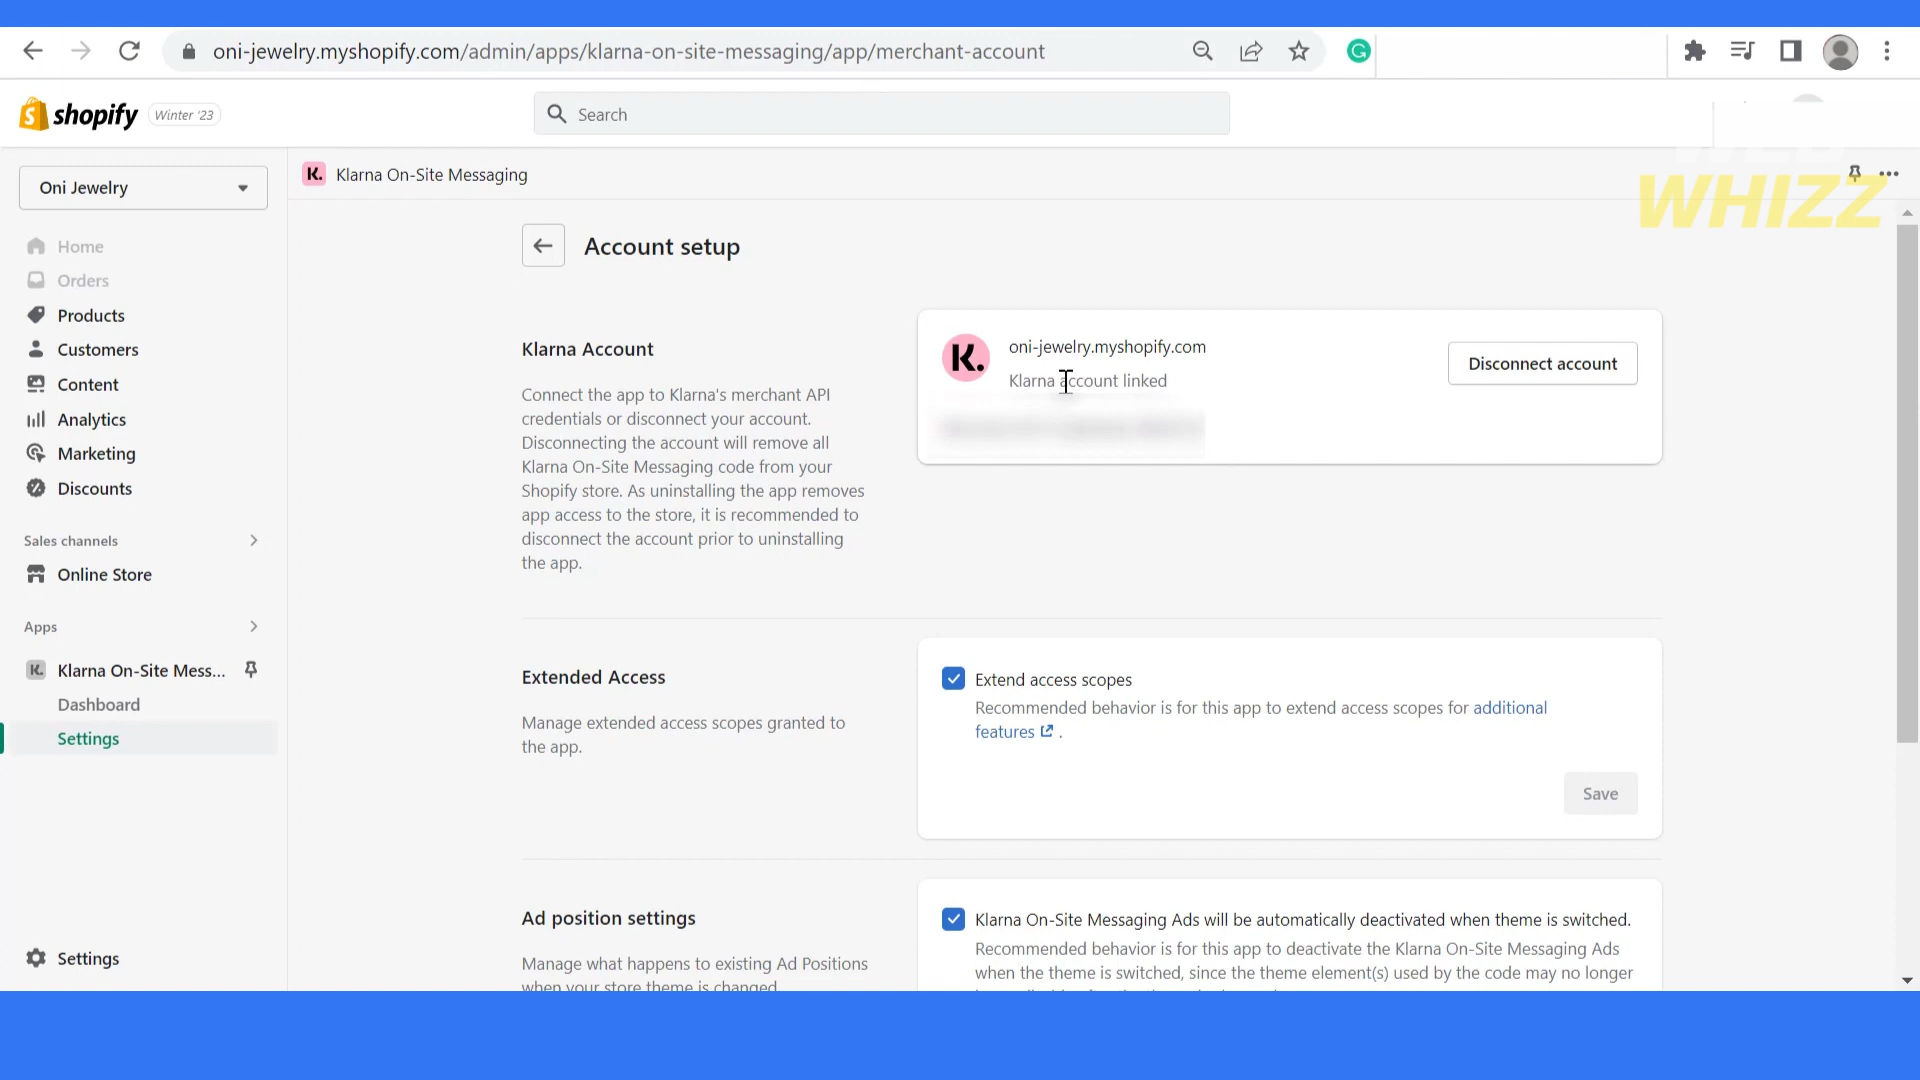 oni-jewelry.myshopify.com/admin/apps/klarna-on-site-messaging/app/merchant-account
shopify
Winter '23
Search
Oni Jewelry
K. Klarna On-Site Messaging
WHIZZ
Account setup
Home
Orders
Products
Customers
Content
Analytics
Marketing
Discounts
Sales channels
Online Store
Apps
K. Klarna On-Site Mess...
Dashboard
Settings
Settings
Klarna Account
Connect the app to Klarna's merchant API
credentials or disconnect your account.
Disconnecting the account will remove all
Klarna On-Site Messaging code from your
Shopify store. As uninstalling the app removes
app access to the store, it is recommended to
disconnect the account prior to uninstalling
the app.
K.
oni-jewelry.myshopify.com
Klarna account linked
Disconnect account
Extended Access
Manage extended access scopes granted to
the app.
Extend access scopes
Recommended behavior is for this app to extend access scopes for additional
features .
Save
Ad position settings
Manage what happens to existing Ad Positions
when your store theme is changed
Klarna On-Site Messaging Ads will be automatically deactivated when theme is switched.
Recommended behavior is for this app to deactivate the Klarna On-Site Messaging Ads
when the theme is switched, since the theme element(s) used by the code may no longer